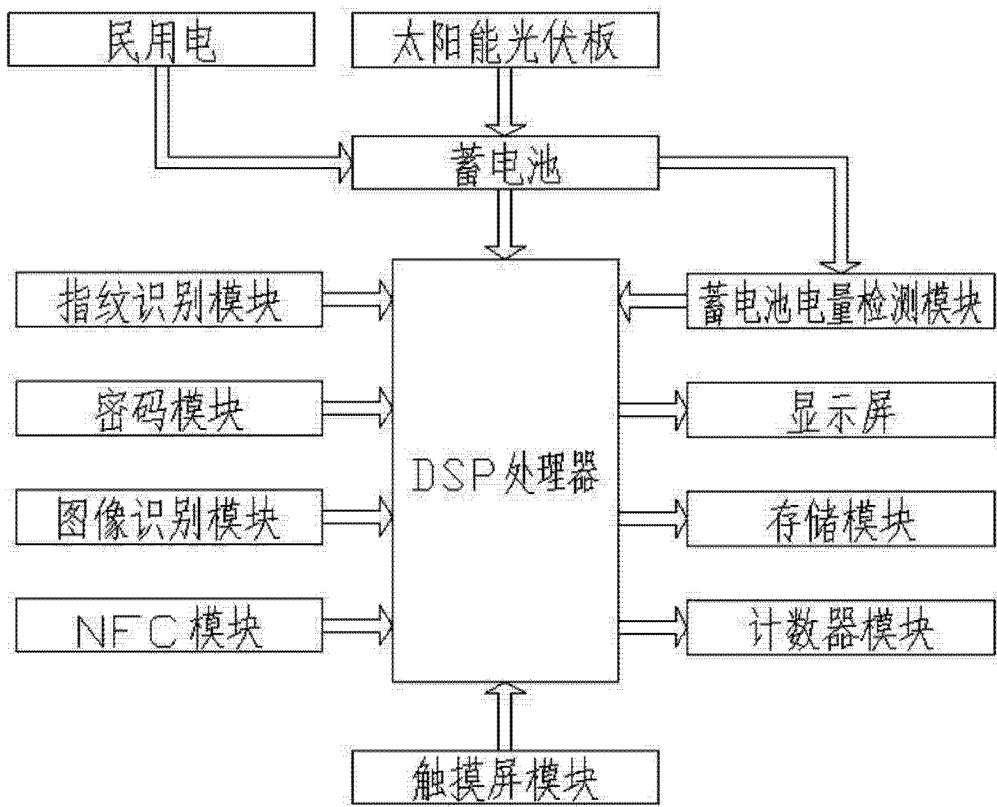 民用电
太阳能光伏板
蓄电池
指纹识别模块
蓄电池电量检测模块
密码模块
显示屏
DSP处理器
图像识别模块
存储模块
NFC模块
计数器模块
触摸屏模块